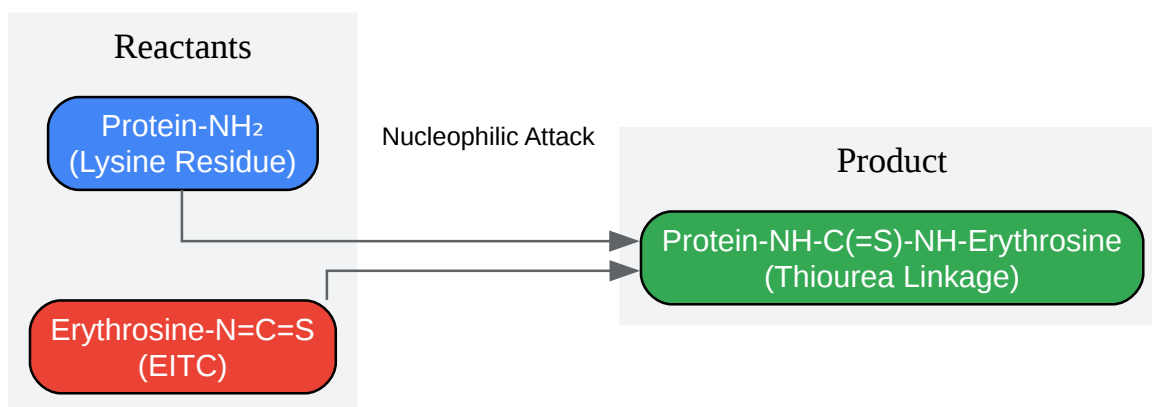 Reactants
Protein-NH₂
(Lysine Residue)
Nucleophilic Attack
Product
Protein-NH-C(=S)-NH-Erythrosine
(Thiourea Linkage)
Erythrosine-N=C=S
(EITC)